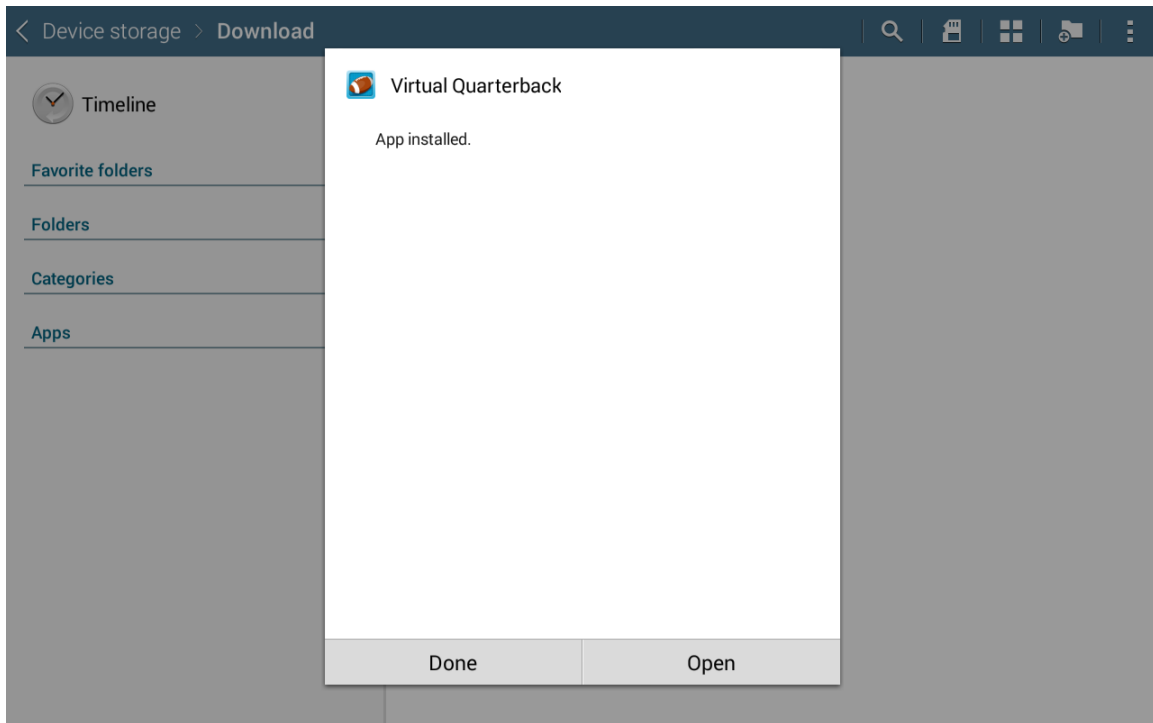 Device storage > Download
Virtual Quarterback
Timeline
App installed.
Favorite folders
Folders
Categories
Apps
Done
Open